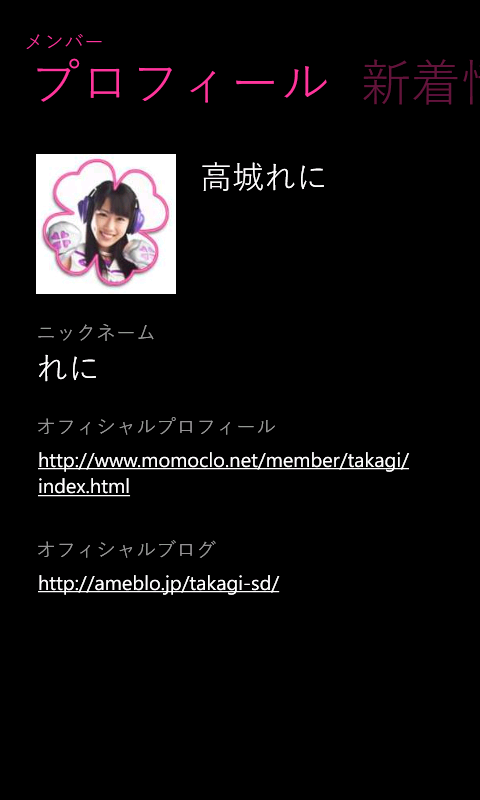 メンバー
プロフィール 新着情
高城れに
ニックネーム
れに
オフィシャルプロフィール
http://www.momoclo.net/member/takagi/
index.html
オフィシャルブログ
http://ameblo.jp/takagi-sd/